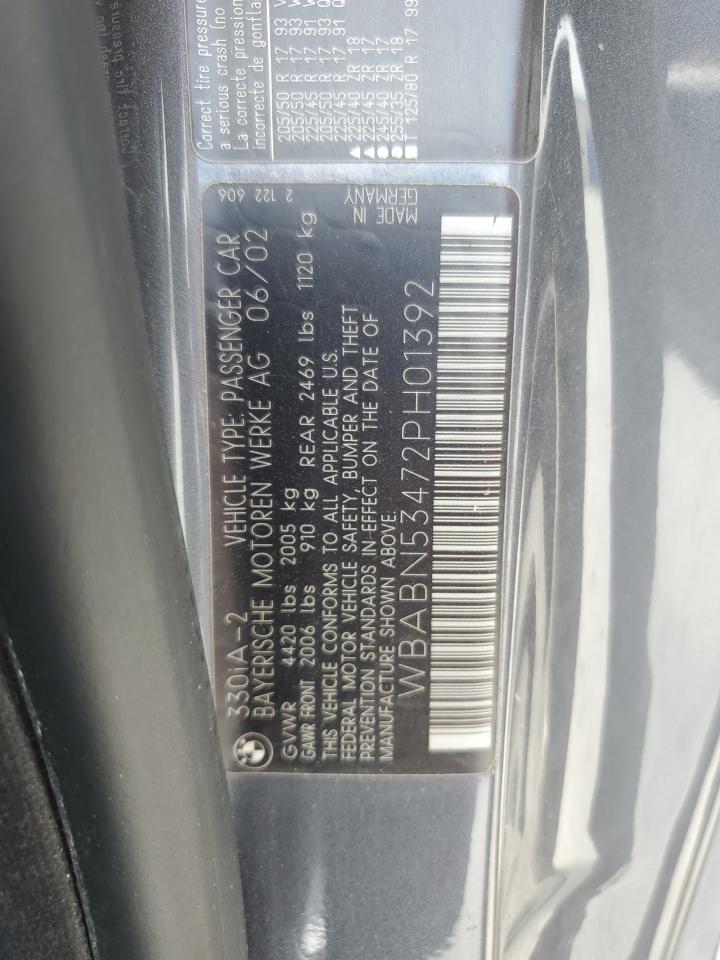 Correct tire pressure
a serious crash (no
La correcte pression
incorrecte de gonfla
205/50 R 17 93 V
205/50 R 17 93
225/45 R 17 91 W
205/50 R 17 93 Q
225/45 R 17 91 Q
▲ 225/40 ZR 18
▲ 225/45 ZR 17
● 245/40 ZR 17
● 255/35 ZR 18
■ T 125/80 R 17 99
330iA-2 VEHICLE TYPE: PASSENGER CAR 2 122 606
BAYERISCHE MOTOREN WERKE AG 06/02
GVWR 4420 lbs 2005 kg
GAWR FRONT 2006 lbs 910 kg REAR 2469 lbs 1120 kg
THIS VEHICLE CONFORMS TO ALL APPLICABLE U.S.
FEDERAL MOTOR VEHICLE SAFETY, BUMPER AND THEFT
PREVENTION STANDARDS IN EFFECT ON THE DATE OF
MANUFACTURE SHOWN ABOVE.
MADE IN
GERMANY
WBABN53472PH01392